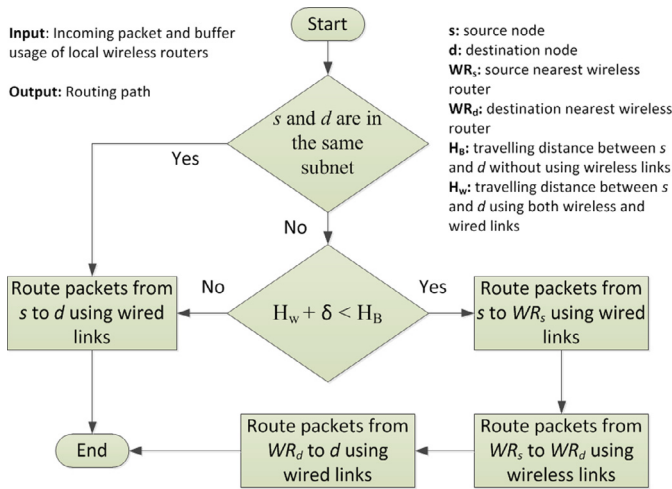 Start
Input: Incoming packet and buffer
usage of local wireless routers
Output: Routing path
s: source node
d: destination node
WRs: source nearest wireless
router
WRd: destination nearest wireless
router
HB: travelling distance between s
and d without using wireless links
Hw: travelling distance between s
and d using both wireless and
wired links
s and d are in
the same
subnet
Yes
No
Hw + δ < HB
No
Yes
Route packets from
s to d using wired
links
Route packets from
s to WRs using wired
links
Route packets from
WRs to WRd using
wireless links
Route packets from
WRd to d using
wired links
End